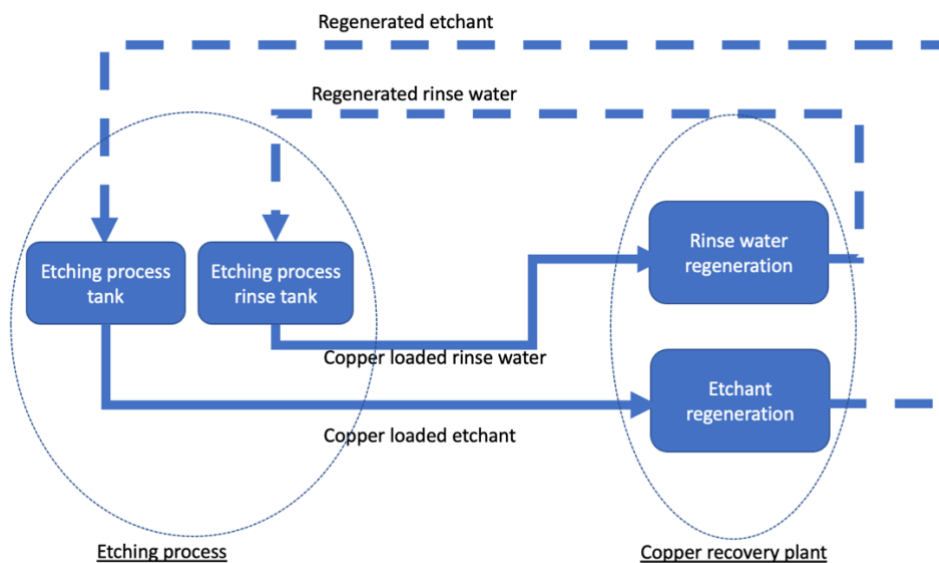 Regenerated etchant
Regenerated rinse water
Etching process
tank
Etching process
rinse tank
Rinse water
regeneration
Copper loaded rinse water
Etchant
regeneration
Copper loaded etchant
Etching process
Copper recovery plant